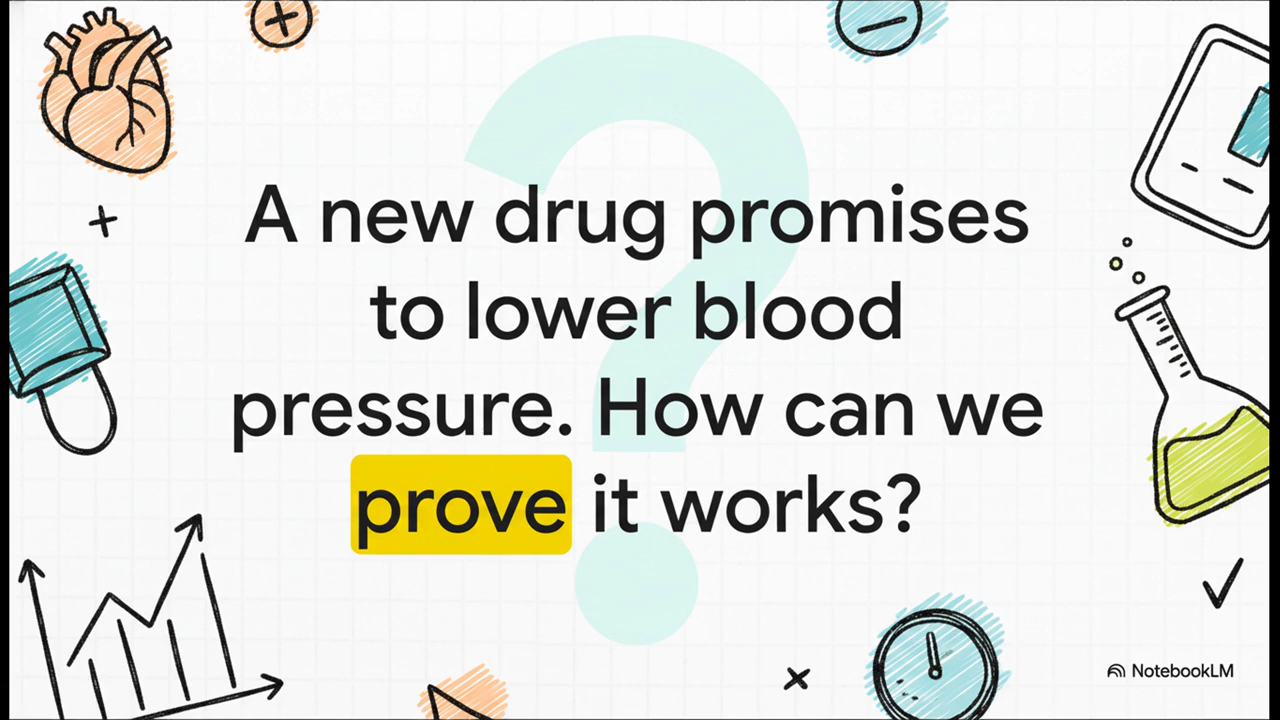 A new drug promises
to lower blood
pressure. How can we
prove it works?
NotebookLM